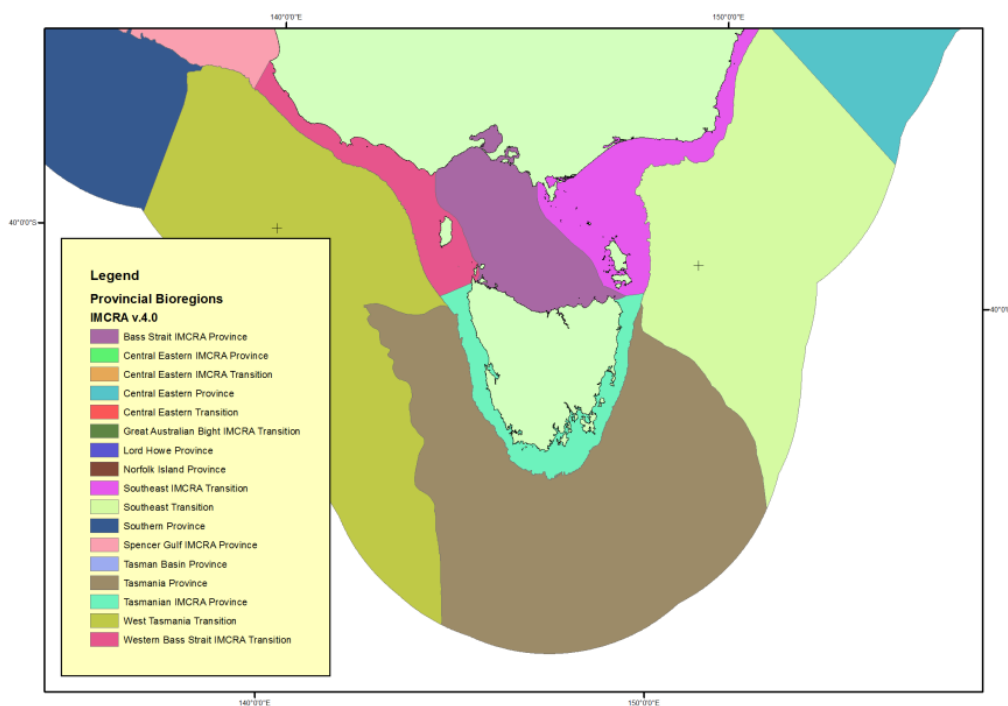 140°0'0"E
150°0'0"E
40°0'0"S
40°0'0"S
Legend
Provincial Bioregions
IMCRA v.4.0
Bass Strait IMCRA Province
Central Eastern IMCRA Province
Central Eastern IMCRA Transition
Central Eastern Province
Central Eastern Transition
Great Australian Bight IMCRA Transition
Lord Howe Province
Norfolk Island Province
Southeast IMCRA Transition
Southeast Transition
Southern Province
Spencer Gulf IMCRA Province
Tasman Basin Province
Tasmania Province
Tasmanian IMCRA Province
West Tasmania Transition
Western Bass Strait IMCRA Transition
140°0'0"E
150°0'0"E